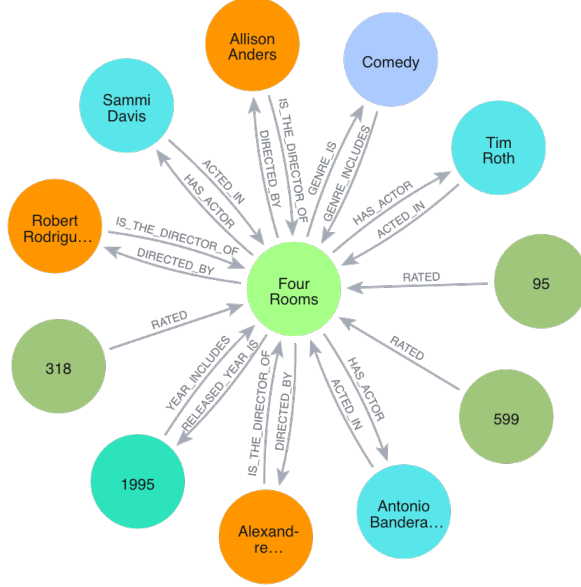 Allison
Anders
Comedy
Sammi
Davis
Tim
Roth
IS_THE_DIRECTOR_OF
DIRECTED_BY
GENRE_IS
GENRE_INCLUDES
ACTED_IN
HAS_ACTOR
HAS_ACTOR
ACTED_IN
Robert
Rodrigu…
IS_THE_DIRECTOR_OF
DIRECTED_BY
Four
Rooms
RATED
95
318
RATED
YEAR_INCLUDES
RELEASED_YEAR_IS
IS_THE_DIRECTOR_OF
DIRECTED_BY
HAS_ACTOR
ACTED_IN
RATED
599
1995
Alexand-
re…
Antonio
Bandera…